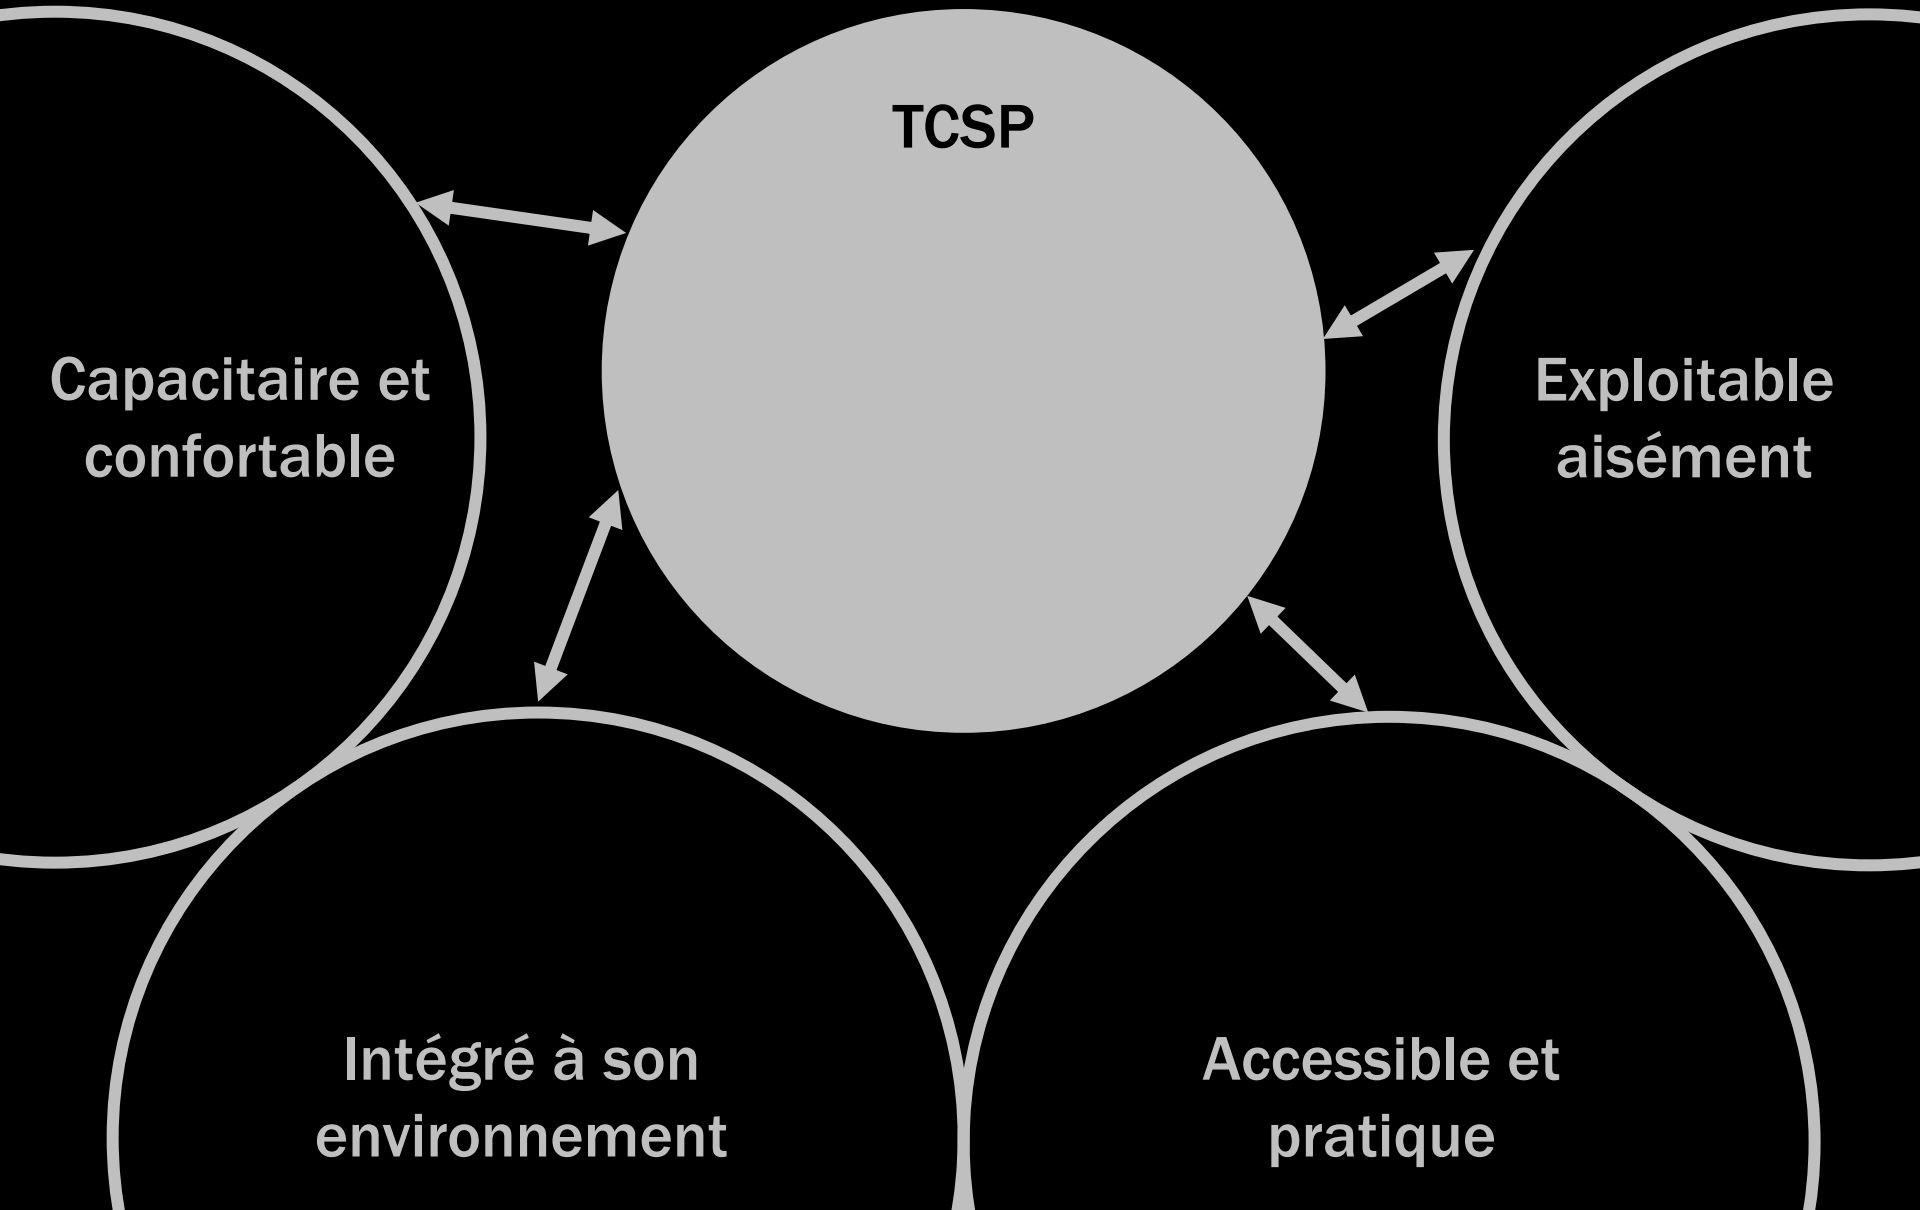 TCSP
Capacitaire et
confortable
Exploitable
aisément
Intégré à son
environnement
Accessible et
pratique